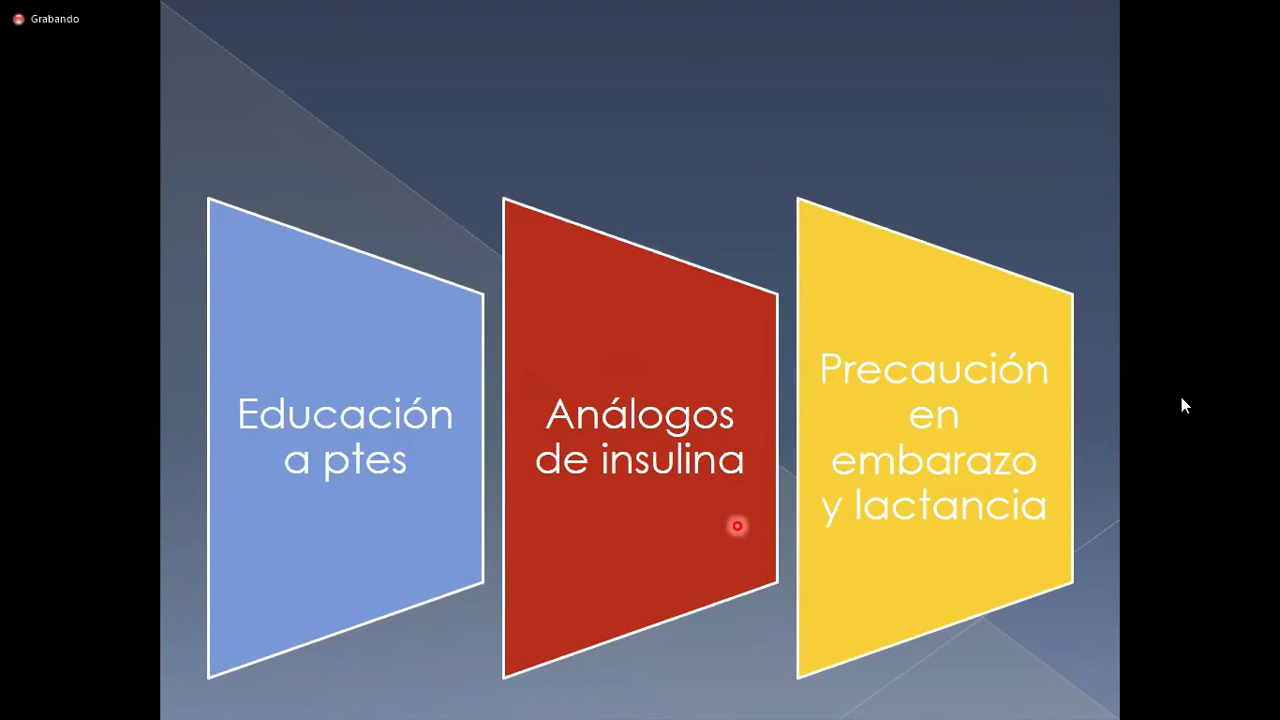 Grabando
Educación
a ptes
Análogos
de insulina
Precaución
en
embarazo
y lactancia